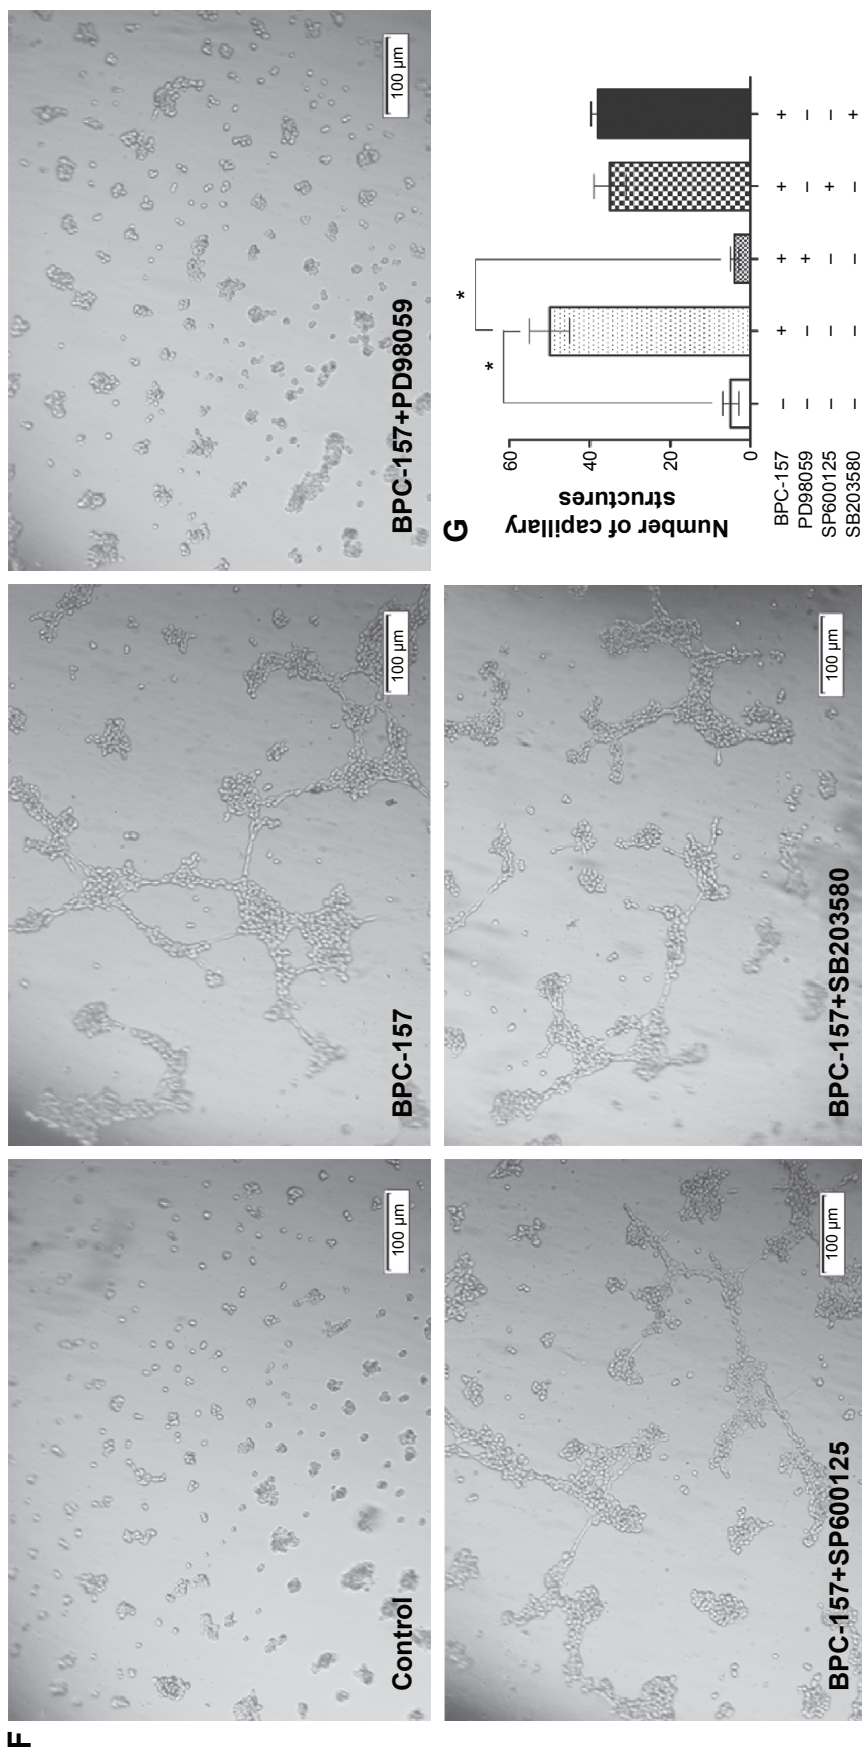 F
Control
100 µm
BPC-157
100 µm
BPC-157+PD98059
100 µm
BPC-157+SP600125
100 µm
BPC-157+SB203580
100 µm
G
Number of capillary
structures
60
40
20
0
*
*
BPC-157 – + + + +
PD98059 – – + – –
SP600125 – – – + –
SB203580 – – – – +